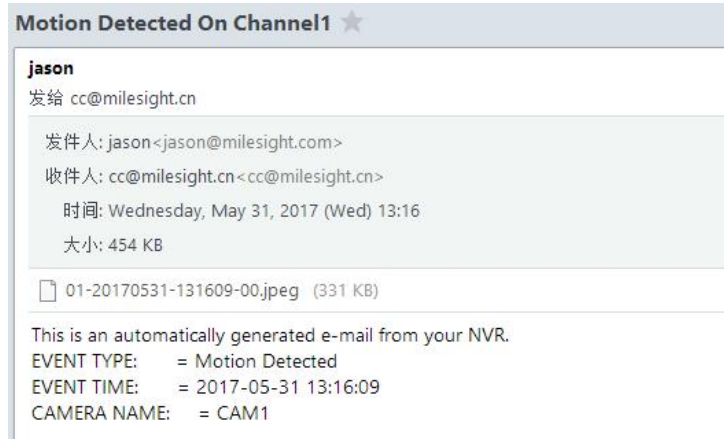 Motion Detected On Channel1
jason
发给 cc@milesight.cn
发件人: jason<jason@milesight.com>
收件人: cc@milesight.cn<cc@milesight.cn>
时间: Wednesday, May 31, 2017 (Wed) 13:16
大小: 454 KB
01-20170531-131609-00.jpeg (331 KB)
This is an automatically generated e-mail from your NVR.
EVENT TYPE: = Motion Detected
EVENT TIME: = 2017-05-31 13:16:09
CAMERA NAME: = CAM1